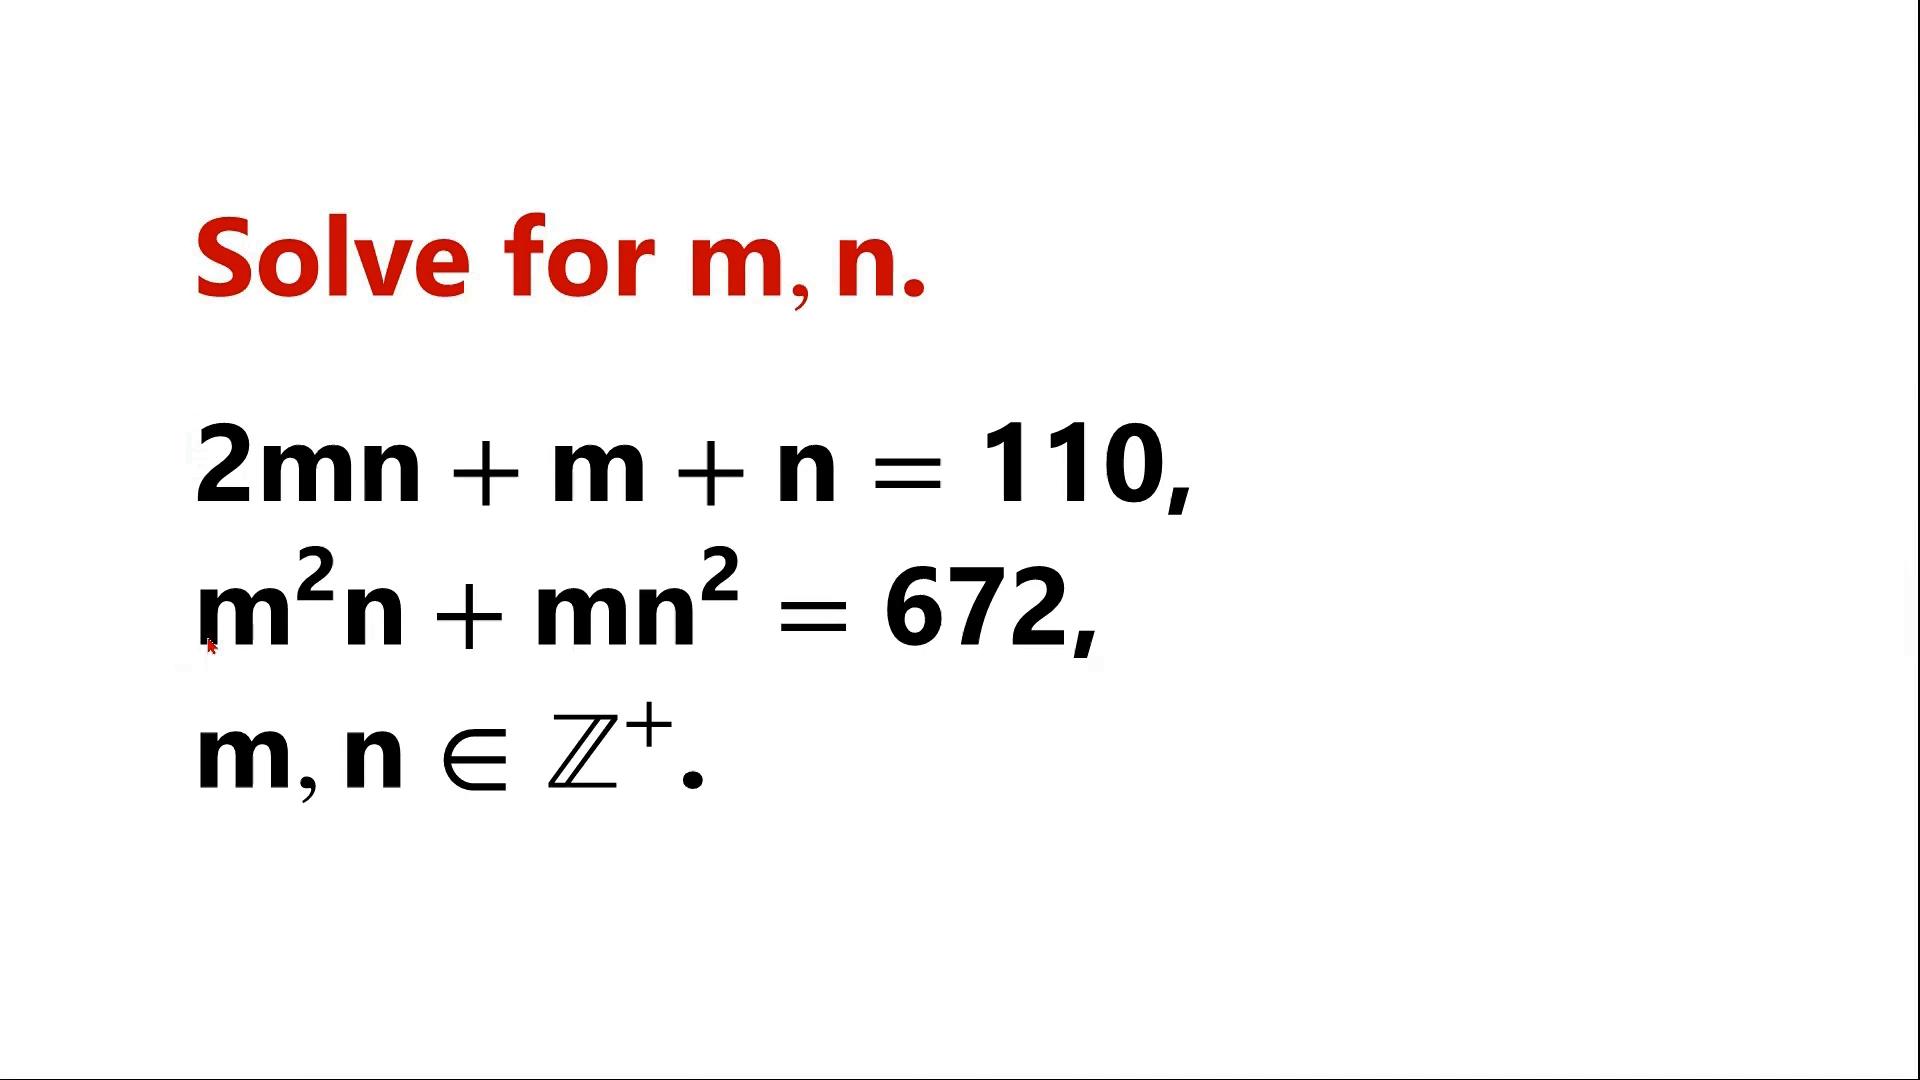 Solve for m, n.
2mn + m + n = 110,
m²n + mn² = 672,
m, n ∈ ℤ⁺.